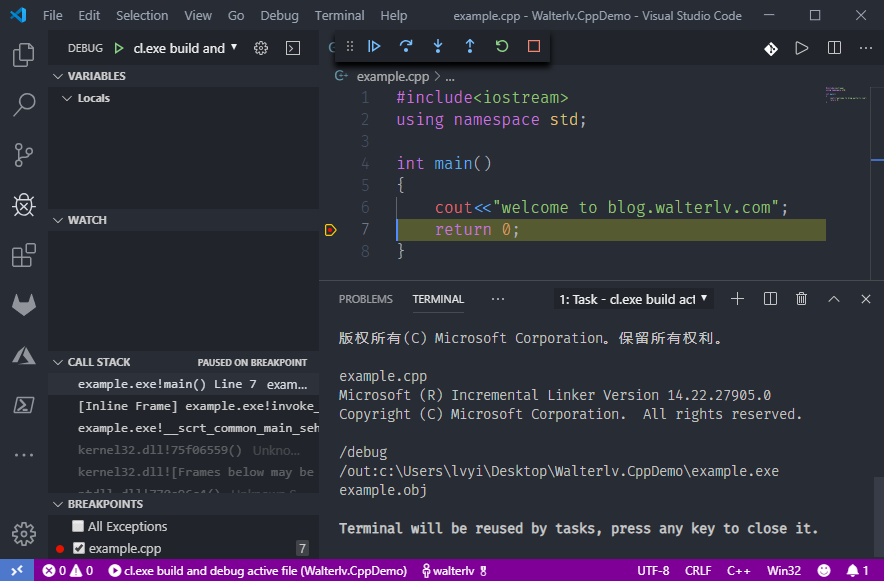 File Edit Selection View Go Debug Terminal Help example.cpp - Walterlv.CppDemo - Visual Studio Code
DEBUG cl.exe build and
VARIABLES
Locals
WATCH
CALL STACK PAUSED ON BREAKPOINT
example.exe!main() Line 7 exam...
[Inline Frame] example.exe!invoke_
example.exe!__scrt_common_main_seh
kernel32.dll!75f06559() Unkno...
kernel32.dll![Frames below may be
BREAKPOINTS
All Exceptions
example.cpp 7
example.cpp > ...
1 #include<iostream>
2 using namespace std;
3
4 int main()
5 {
6 cout<<"welcome to blog.walterlv.com";
7 return 0;
8 }
PROBLEMS TERMINAL ... 1: Task - cl.exe build act
版权所有(C) Microsoft Corporation。保留所有权利。
example.cpp
Microsoft (R) Incremental Linker Version 14.22.27905.0
Copyright (C) Microsoft Corporation.  All rights reserved.
/debug
/out:c:\Users\lvyi\Desktop\Walterlv.CppDemo\example.exe
example.obj
Terminal will be reused by tasks, press any key to close it.
0 0 cl.exe build and debug active file (Walterlv.CppDemo) walterlv UTF-8 CRLF C++ Win32 1